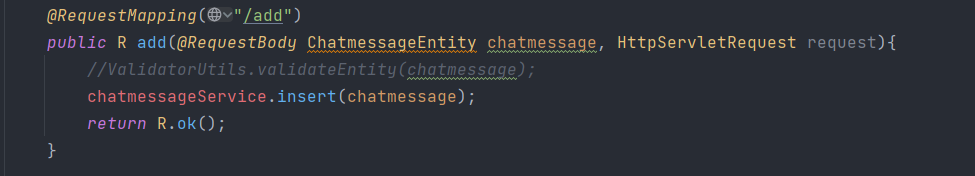 @RequestMapping("/add")
public R add(@RequestBody ChatmessageEntity chatmessage, HttpServletRequest request){
//ValidatorUtils.validateEntity(chatmessage);
chatmessageService.insert(chatmessage);
return R.ok();
}